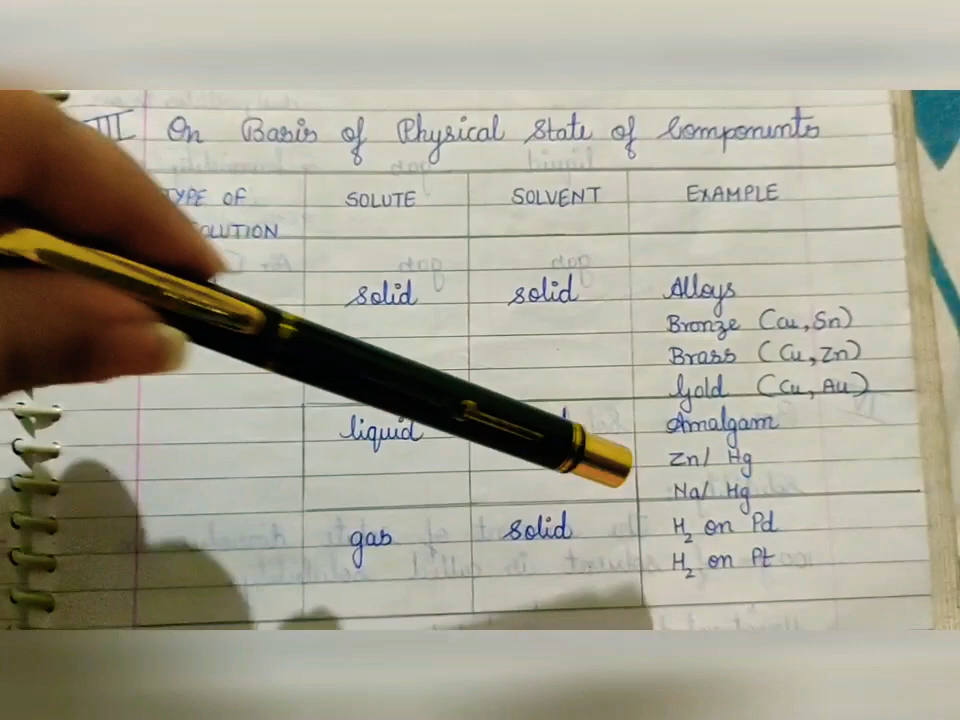 III On Basis of Physical State of Components
TYPE OF SOLUTE SOLVENT EXAMPLE
SOLUTION
solid solid Alloys
Bronze (Cu, Sn)
Brass (Cu, Zn)
Gold (Cu, Au)
liquid Amalgam
Zn/ Hg
Na/ Hg
gas solid H₂ on Pd
H₂ on Pt